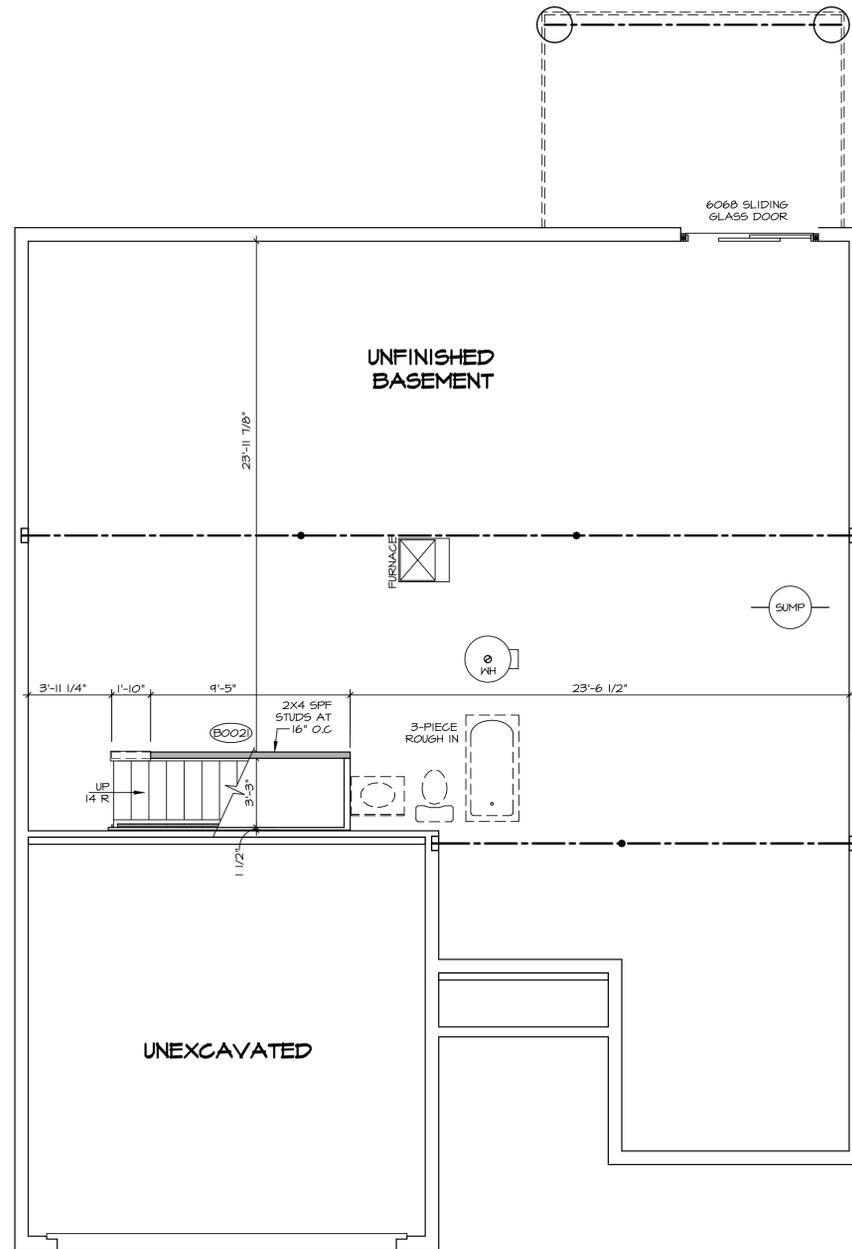 6068 SLIDING
GLASS DOOR
UNFINISHED
BASEMENT
23'-11 7/8"
FURNACE
SUMP
WH
3'-11 1/4"
1'-10"
9'-5"
23'-6 1/2"
2X4 SPF
STUDS AT
16" O.C
B0021
3-PIECE
ROUGH IN
UP
14 R
3'-3"
1 1/2"
UNEXCAVATED